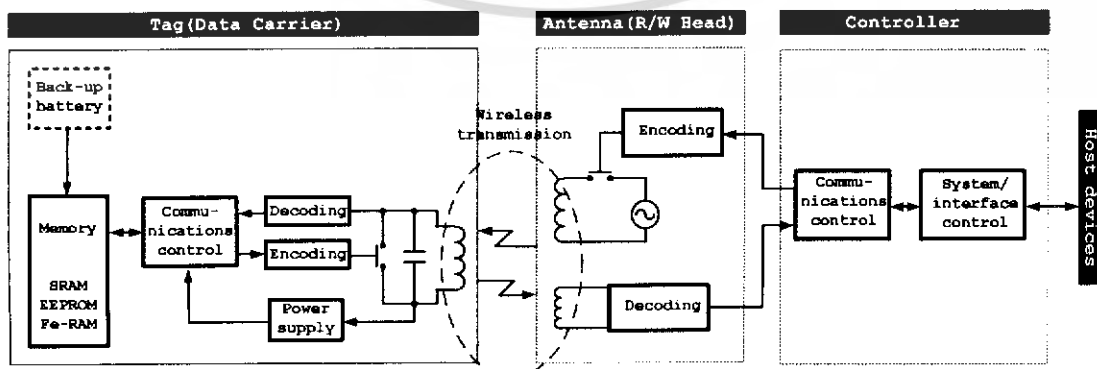 Tag(Data Carrier)
Antenna(R/W Head)
Controller
Back-up
battery
Wireless
transmission
Encoding
Memory
SRAM
EEPROM
Fe-RAM
Commu-
nications
control
Decoding
Encoding
Power
supply
Decoding
Commu-
nications
control
System/
interface
control
Host devices